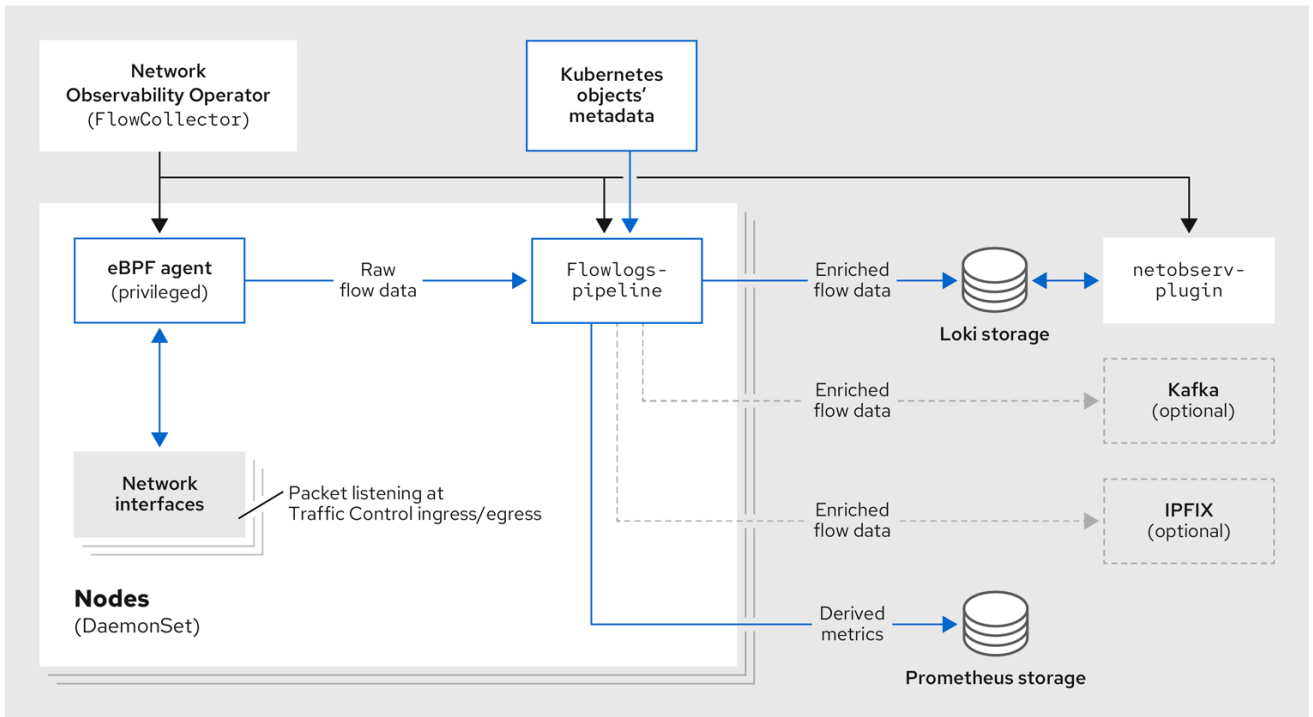 Network
Observability Operator
(FlowCollector)
Kubernetes
objects’
metadata
eBPF agent
(privileged)
Raw
flow data
Flowlogs-
pipeline
Enriched
flow data
Loki storage
netobserv-
plugin
Enriched
flow data
Kafka
(optional)
Network
interfaces
Packet listening at
Traffic Control ingress/egress
Enriched
flow data
IPFIX
(optional)
Nodes
(DaemonSet)
Derived
metrics
Prometheus storage